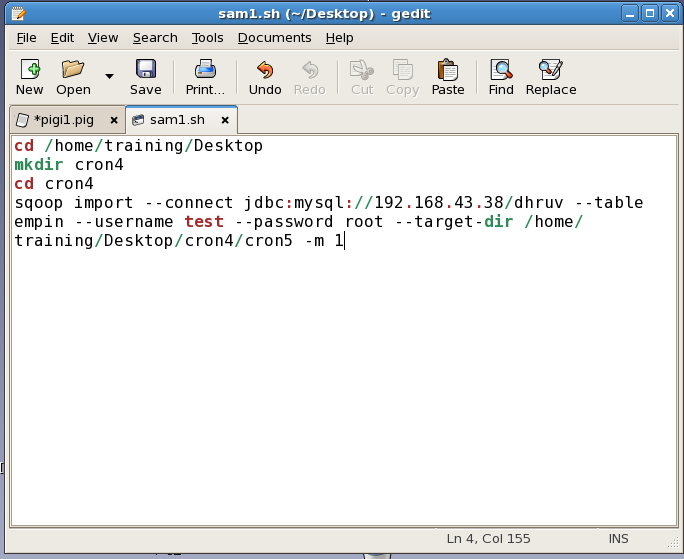 sam1.sh (~/Desktop) - gedit
File Edit View Search Tools Documents Help
New Open Save Print... Undo Redo Cut Copy Paste Find Replace
*pigi1.pig sam1.sh
cd /home/training/Desktop
mkdir cron4
cd cron4
sqoop import --connect jdbc:mysql://192.168.43.38/dhruv --table
empin --username test --password root --target-dir /home/
training/Desktop/cron4/cron5 -m 1
Ln 4, Col 155 INS